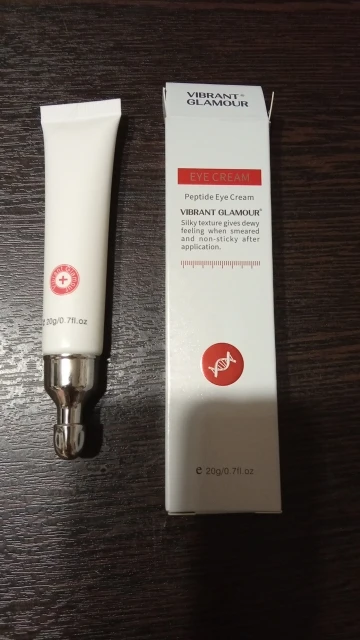 VIBRANT®
GLAMOUR
EYE CREAM
Peptide Eye Cream
VIBRANT GLAMOUR®
Silky texture gives dewy
feeling when smeared
and non-sticky after
application.
e 20g/0.7fl.oz
e 20g/0.7fl.oz